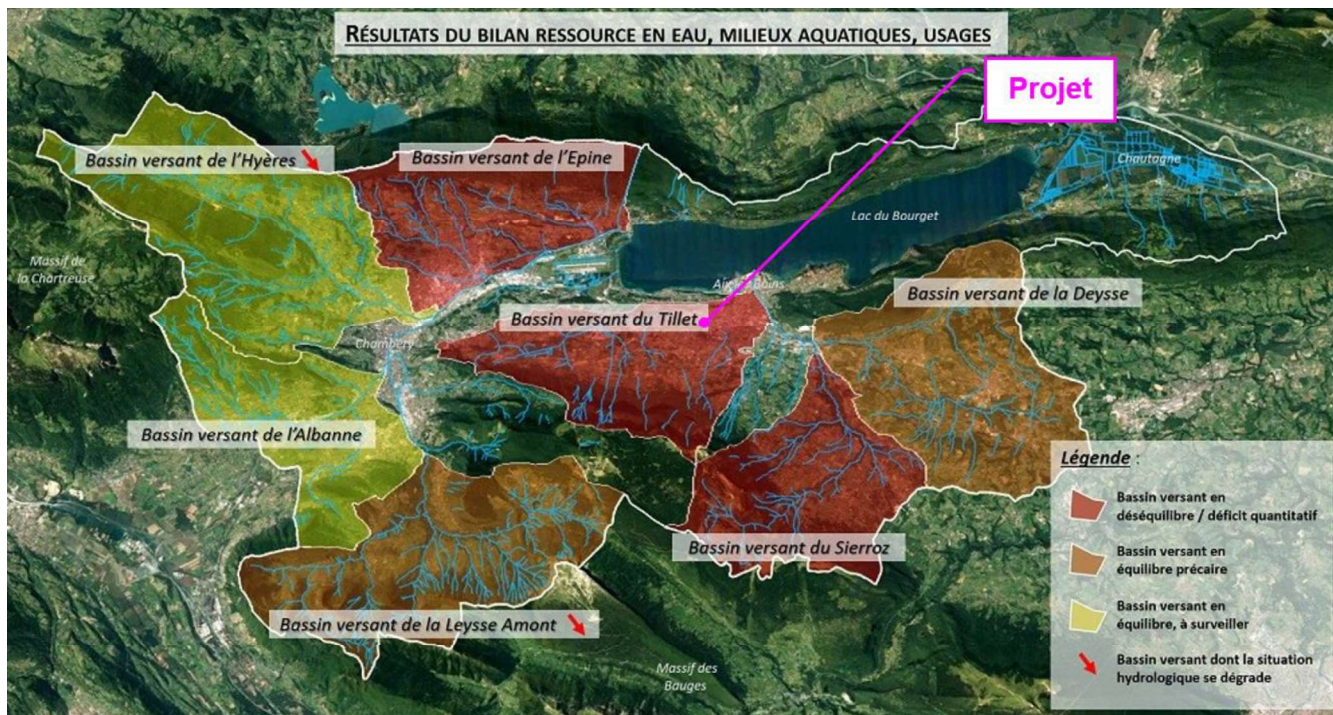 RÉSULTATS DU BILAN RESSOURCE EN EAU, MILIEUX AQUATIQUES, USAGES
Projet
Bassin versant de l'Hyères
Bassin versant de l'Epine
Chautagne
Lac du Bourget
Massif de
la Chartreuse
Aix-les-Bains
Bassin versant de la Deysse
Bassin versant du Tillet
Chambéry
Bassin versant de l'Albanne
Bassin versant du Sierroz
Bassin versant de la Leysse Amont
Massif des
Bauges
Légende :
Bassin versant en
déséquilibre / déficit quantitatif
Bassin versant en
équilibre précaire
Bassin versant en
équilibre, à surveiller
Bassin versant dont la situation
hydrologique se dégrade